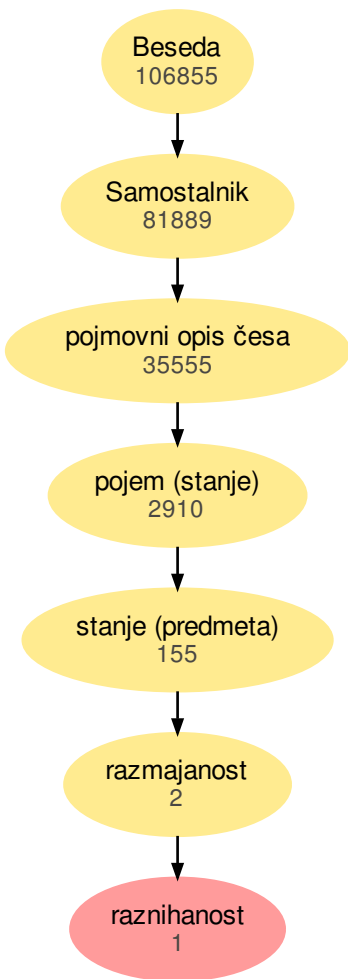 Beseda
106855
Samostalnik
81889
pojmovni opis česa
35555
pojem (stanje)
2910
stanje (predmeta)
155
razmajanost
2
raznihanost
1